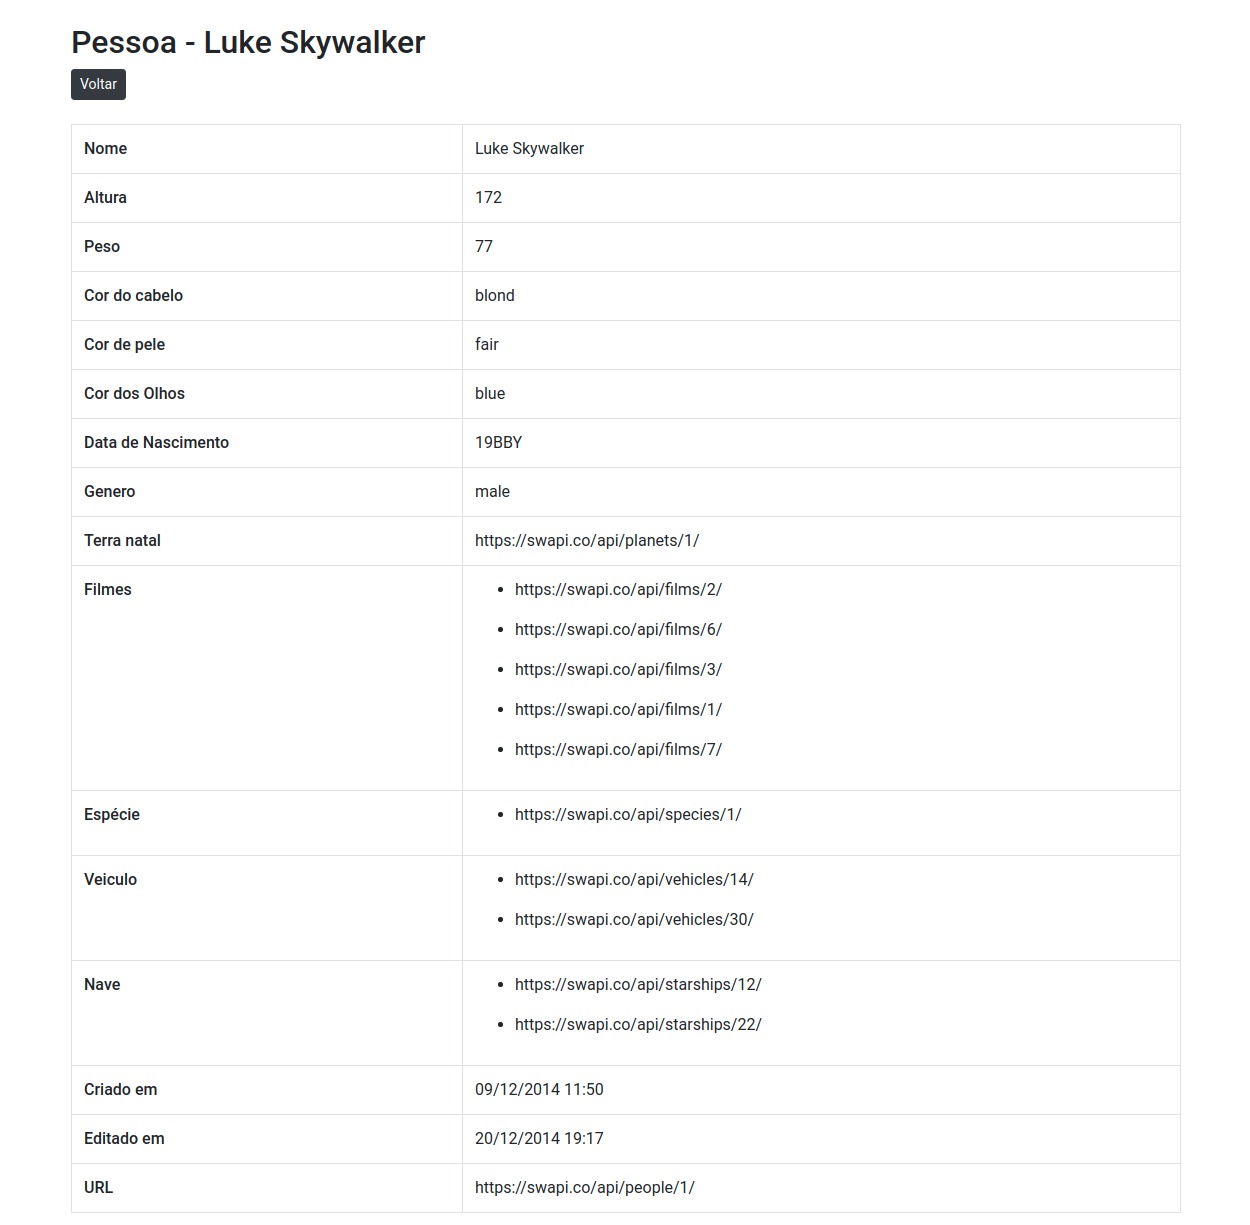 Pessoa - Luke Skywalker
Voltar
Nome Luke Skywalker
Altura 172
Peso 77
Cor do cabelo blond
Cor de pele fair
Cor dos Olhos blue
Data de Nascimento 19BBY
Genero male
Terra natal https://swapi.co/api/planets/1/
Filmes https://swapi.co/api/films/2/
https://swapi.co/api/films/6/
https://swapi.co/api/films/3/
https://swapi.co/api/films/1/
https://swapi.co/api/films/7/
Espécie https://swapi.co/api/species/1/
Veiculo https://swapi.co/api/vehicles/14/
https://swapi.co/api/vehicles/30/
Nave https://swapi.co/api/starships/12/
https://swapi.co/api/starships/22/
Criado em 09/12/2014 11:50
Editado em 20/12/2014 19:17
URL https://swapi.co/api/people/1/